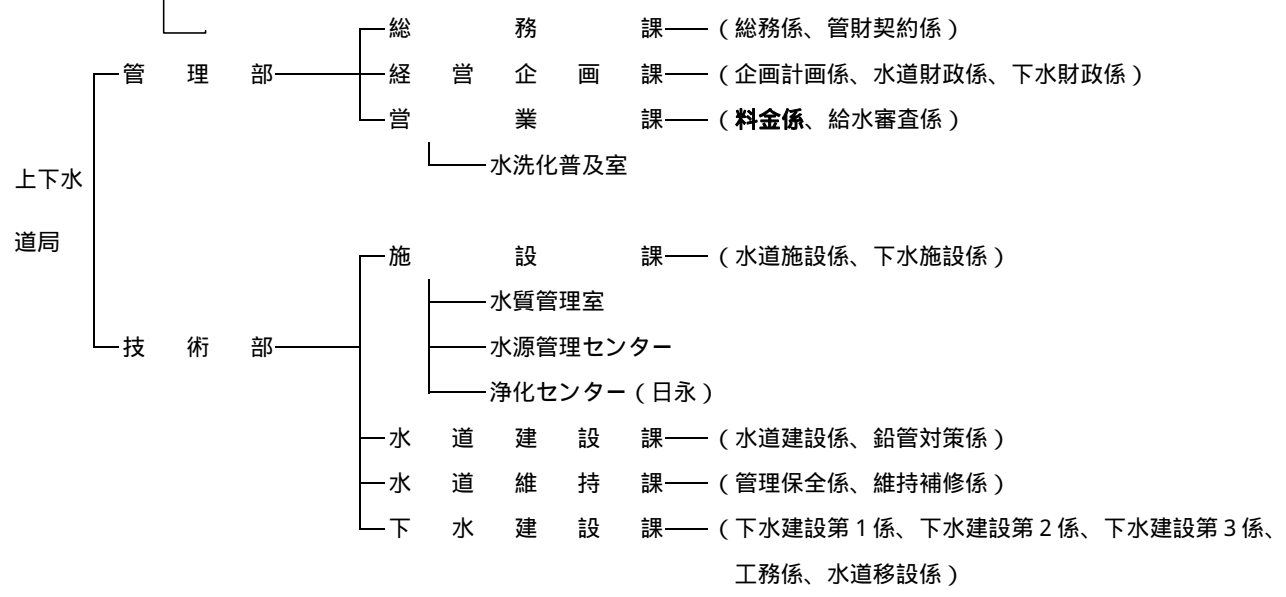 総務課（総務係、管財契約係）
管理部 経営企画課（企画計画係、水道財政係、下水財政係）
営業課（料金係、給水審査係）
水洗化普及室
上下水
道局
施設課（水道施設係、下水施設係）
水質管理室
水源管理センター
技術部
浄化センター（日永）
水道建設課（水道建設係、鉛管対策係）
水道維持課（管理保全係、維持補修係）
下水建設課（下水建設第１係、下水建設第２係、下水建設第３係、
工務係、水道移設係）